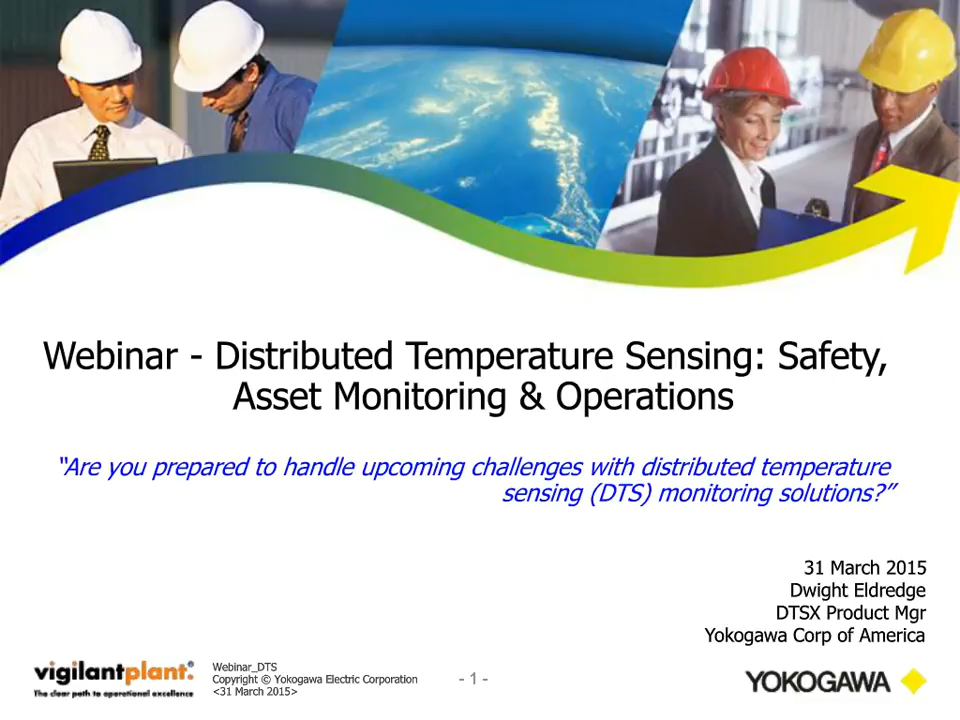 Webinar - Distributed Temperature Sensing: Safety,
Asset Monitoring & Operations
“Are you prepared to handle upcoming challenges with distributed temperature
sensing (DTS) monitoring solutions?”
31 March 2015
Dwight Eldredge
DTSX Product Mgr
Yokogawa Corp of America
vigilantplant.®
The clear path to operational excellence
Webinar_DTS
Copyright © Yokogawa Electric Corporation
<31 March 2015>
- 1 -
YOKOGAWA